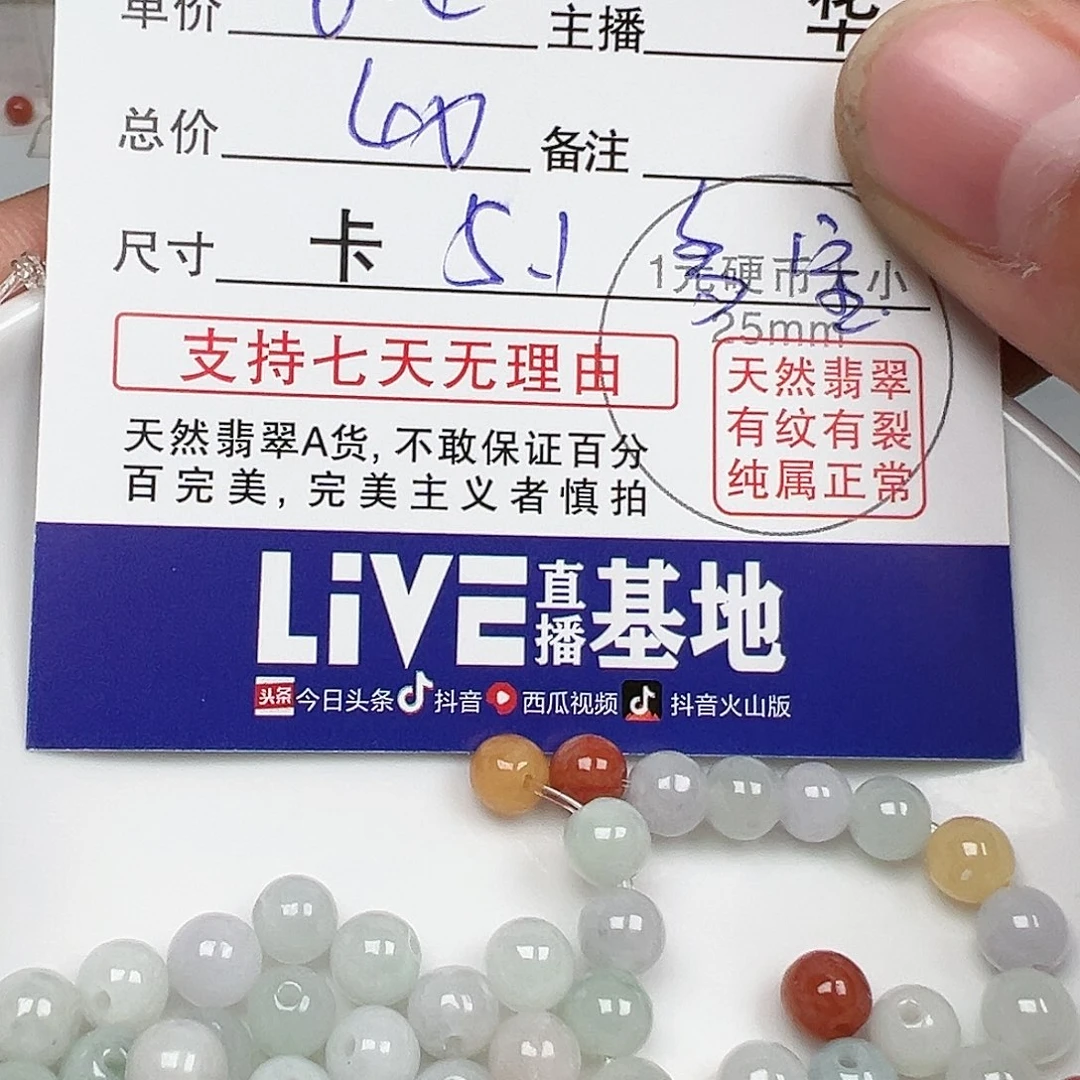 单价 主播 华
总价 600 备注
尺寸 卡 5.1
1元硬币大小
25mm
支持七天无理由
天然翡翠
有纹有裂
纯属正常
天然翡翠A货,不敢保证百分
百完美,完美主义者慎拍
LiVE 直播 基地
头条 今日头条 抖音 西瓜视频 抖音火山版